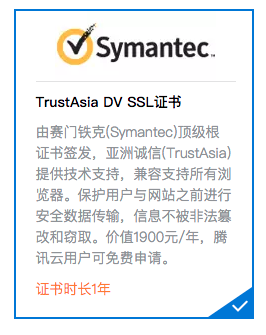 Symantec
TrustAsia DV SSL证书
由赛门铁克(Symantec)顶级根
证书签发，亚洲诚信(TrustAsia)
提供技术支持，兼容支持所有浏
览器。保护用户与网站之前进行
安全数据传输，信息不被非法篡
改和窃取。价值1900元/年，腾
讯云用户可免费申请。
证书时长1年